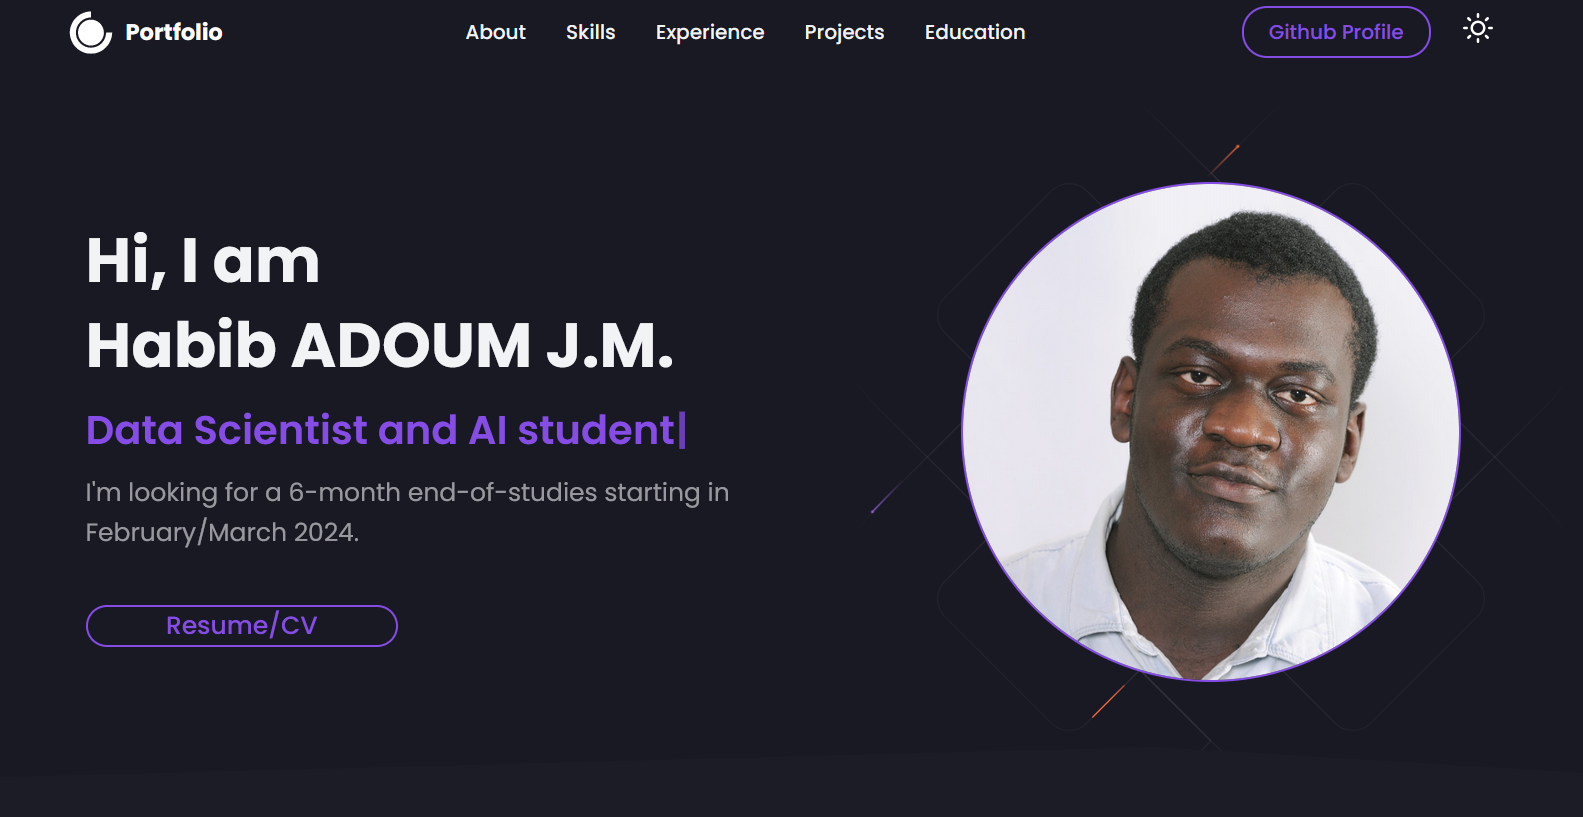 Portfolio
About Skills Experience Projects Education
Github Profile
Hi, I am
Habib ADOUM J.M.
Data Scientist and AI student|
I'm looking for a 6-month end-of-studies starting in
February/March 2024.
Resume/CV